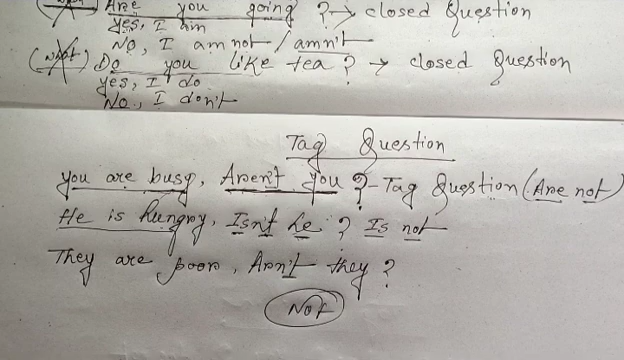 Are you going ? → closed Question
Yes, I am
No, I am not / amn't
(what) Do you like tea ? → closed Question
Yes, I do
No, I don't
Tag Question
you are busy, Aren't you ? - Tag Question (Are not)
He is hungry, Isn't he ? Is not
They are poor, Arn't they ?
Not